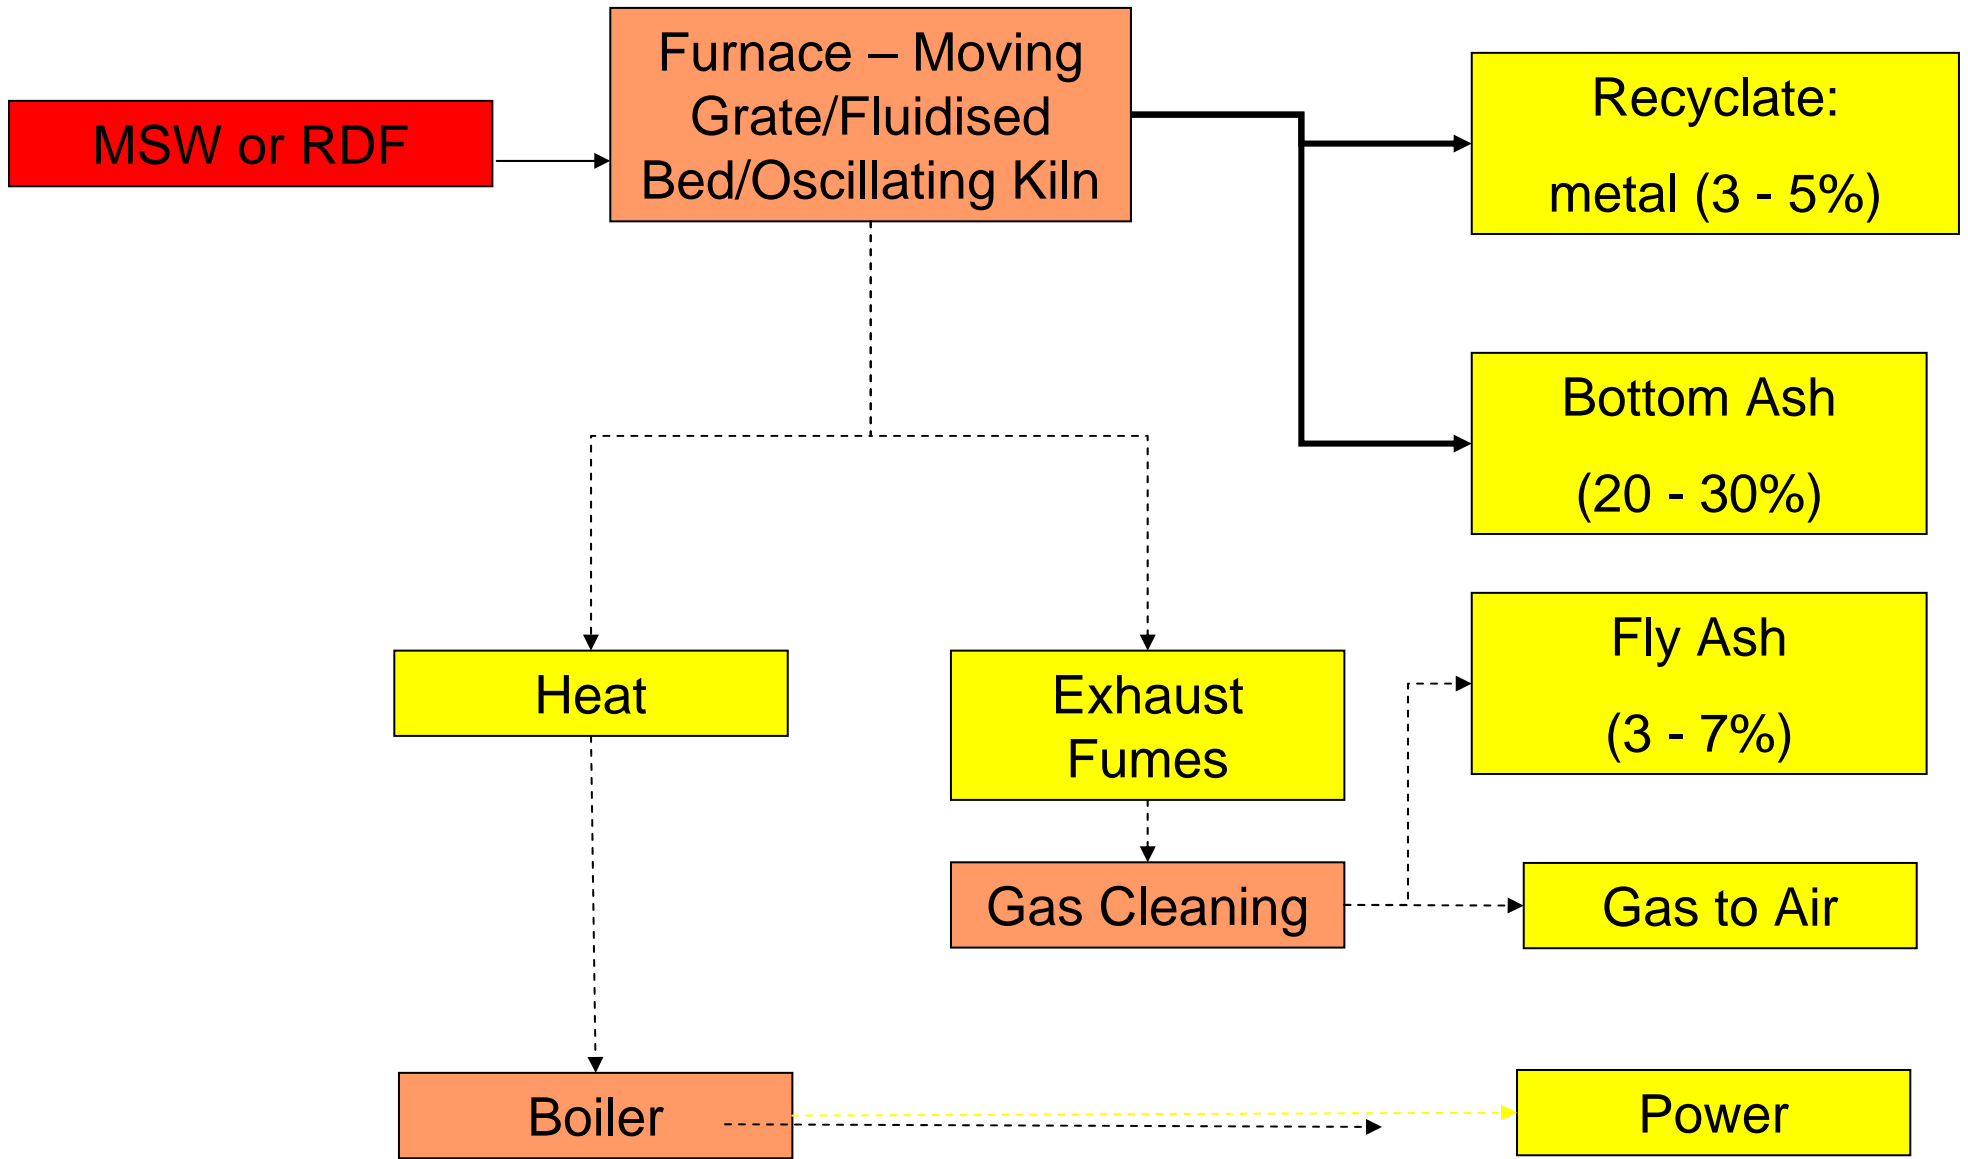 MSW or RDF
Furnace – Moving
Grate/Fluidised
Bed/Oscillating Kiln
Recyclate:
metal (3 - 5%)
Bottom Ash
(20 - 30%)
Heat
Exhaust
Fumes
Fly Ash
(3 - 7%)
Gas Cleaning
Gas to Air
Boiler
Power